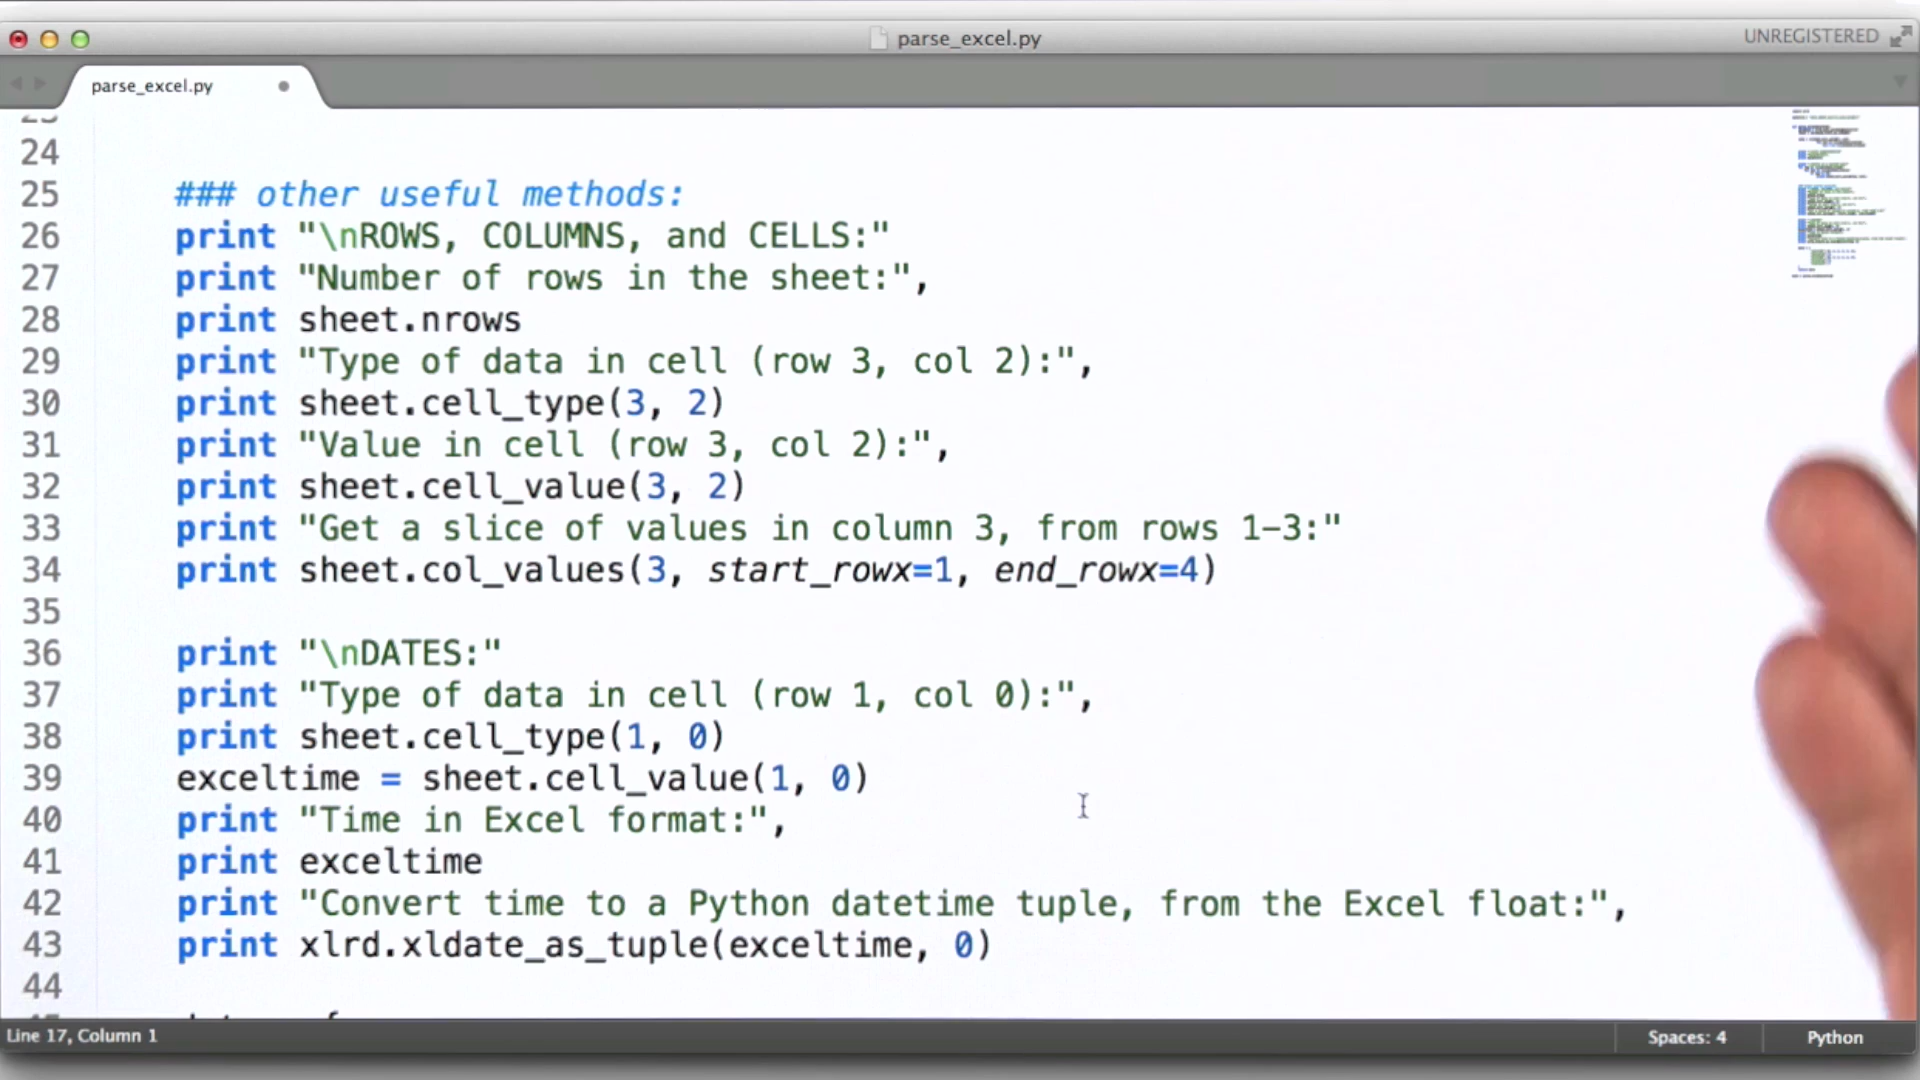 parse_excel.py
UNREGISTERED
parse_excel.py
24
25 ### other useful methods:
26 print "\nROWS, COLUMNS, and CELLS:"
27 print "Number of rows in the sheet:",
28 print sheet.nrows
29 print "Type of data in cell (row 3, col 2):",
30 print sheet.cell_type(3, 2)
31 print "Value in cell (row 3, col 2):",
32 print sheet.cell_value(3, 2)
33 print "Get a slice of values in column 3, from rows 1-3:"
34 print sheet.col_values(3, start_rowx=1, end_rowx=4)
35
36 print "\nDATES:"
37 print "Type of data in cell (row 1, col 0):",
38 print sheet.cell_type(1, 0)
39 exceltime = sheet.cell_value(1, 0)
40 print "Time in Excel format:",
41 print exceltime
42 print "Convert time to a Python datetime tuple, from the Excel float:",
43 print xlrd.xldate_as_tuple(exceltime, 0)
44
Line 17, Column 1
Spaces: 4
Python